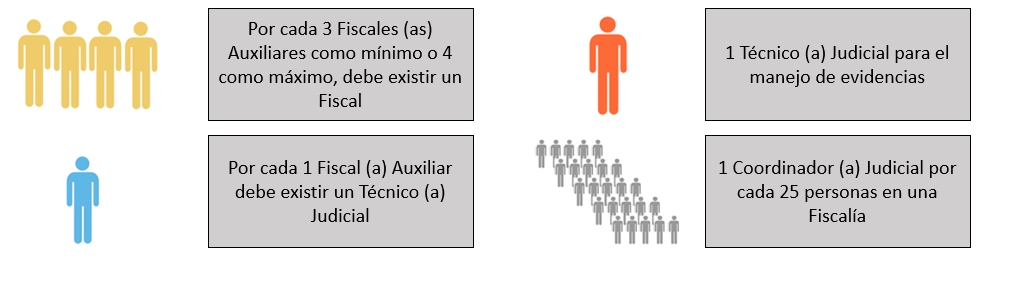 Por cada 3 Fiscales (as)
Auxiliares como mínimo o 4
como máximo, debe existir un
Fiscal
1 Técnico (a) Judicial para el
manejo de evidencias
Por cada 1 Fiscal (a) Auxiliar
debe existir un Técnico (a)
Judicial
1 Coordinador (a) Judicial por
cada 25 personas en una
Fiscalía